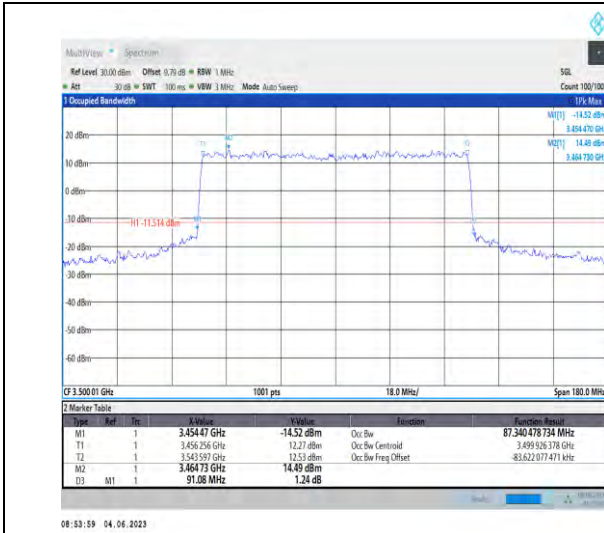 MultiView Spectrum
Ref Level 30.00 dBm Offset 9.79 dB RBW 1 MHz SGL
Att 30 dB SWT 100 ms VBW 3 MHz Mode Auto Sweep Count 100/100
1 Occupied Bandwidth 1Pk Max
M1[1] -14.52 dBm
3.454 470 GHz
M2[1] 14.49 dBm
3.464 730 GHz
T1 M2 T2
20 dBm
10 dBm
0 dBm
-10 dBm
H1 -11.514 dBm
M1
-20 dBm
-30 dBm
-40 dBm
-50 dBm
-60 dBm
CF 3.500 01 GHz 1001 pts 18.0 MHz/ Span 180.0 MHz
2 Marker Table
Type Ref Trc X-Value Y-Value Function Function Result
M1 1 3.454 47 GHz -14.52 dBm Occ Bw 87.340 478 734 MHz
T1 1 3.456 256 GHz 12.27 dBm Occ Bw Centroid 3.499 926 378 GHz
T2 1 3.543 597 GHz 12.53 dBm Occ Bw Freq Offset -83.622 077 471 kHz
M2 1 3.464 73 GHz 14.49 dBm
D3 M1 1 91.08 MHz 1.24 dB
Ready
08:53:59 04.06.2023